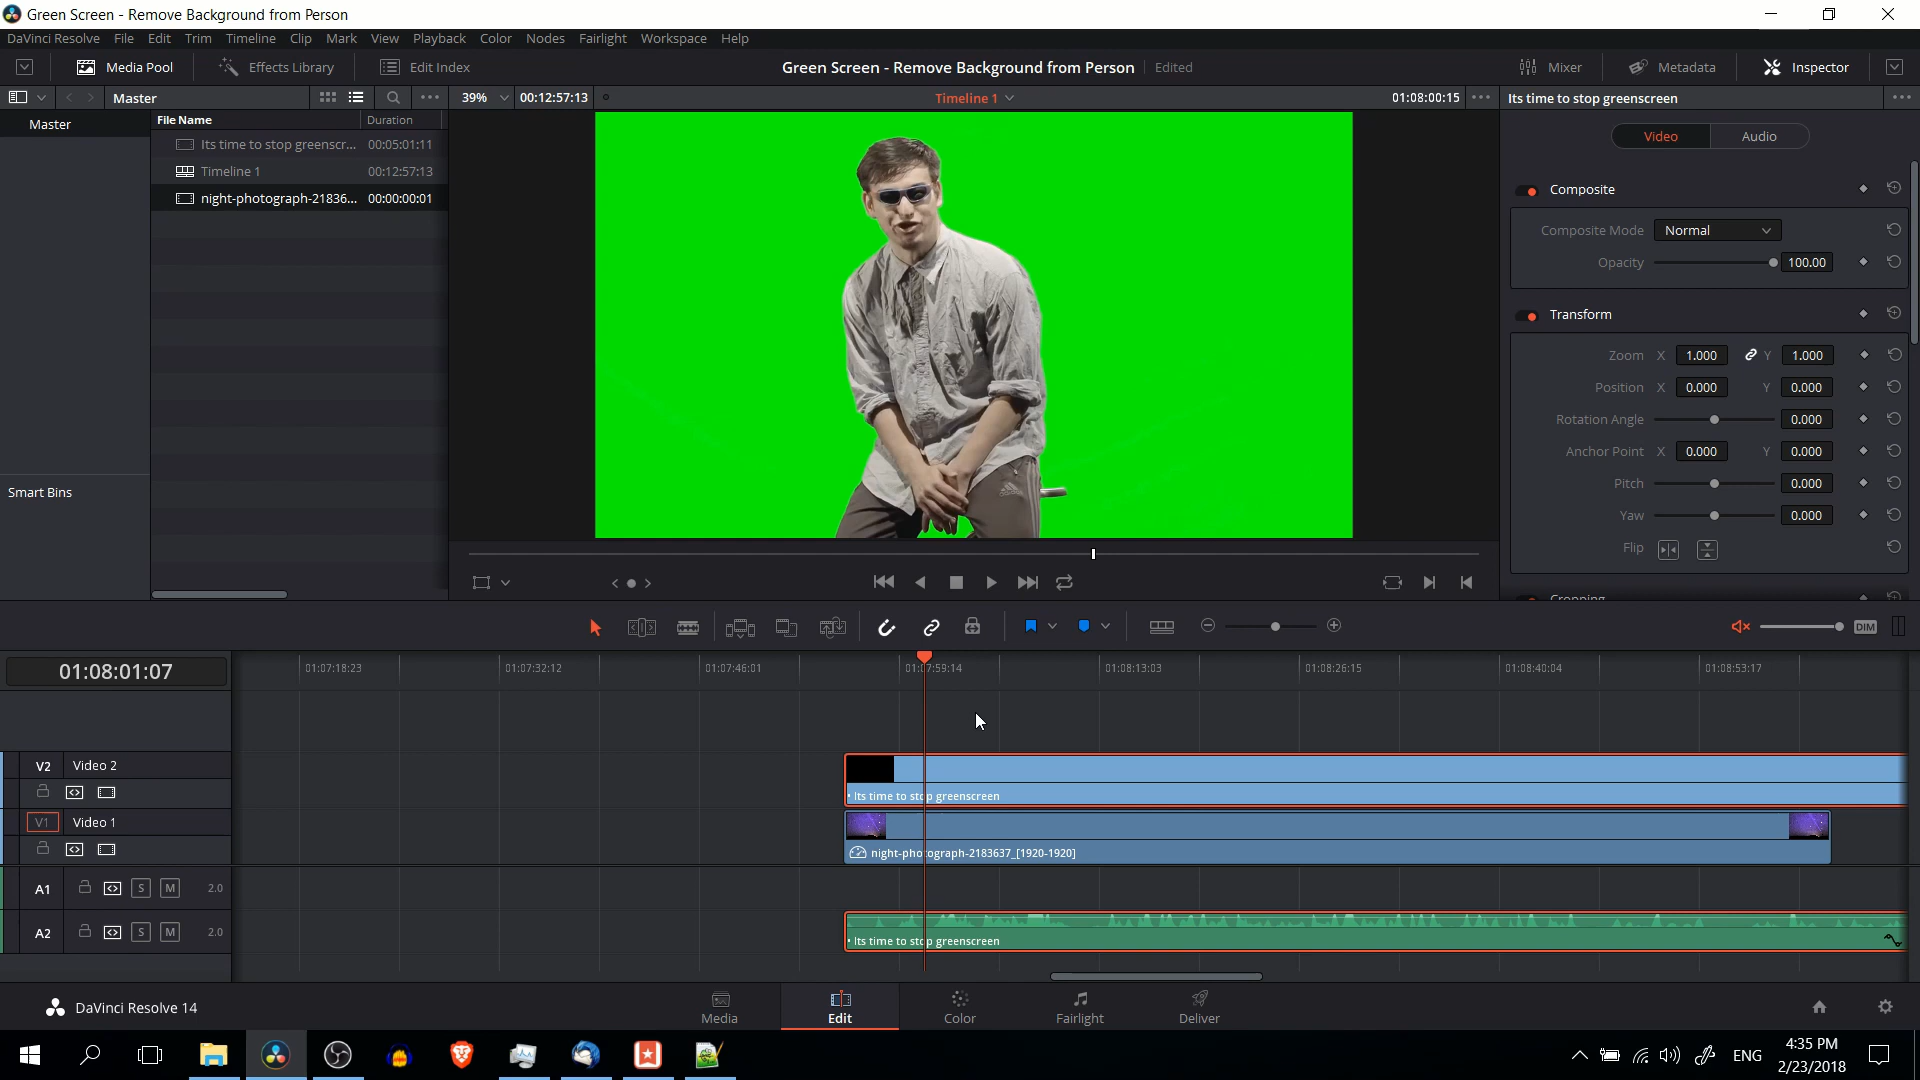 Green Screen - Remove Background from Person
DaVinci Resolve File Edit Trim Timeline Clip Mark View Playback Color Nodes Fairlight Workspace Help
Media Pool Effects Library Edit Index Green Screen - Remove Background from Person Edited Mixer Metadata Inspector
Master 39% 00:12:57:13 Timeline 1 01:08:00:15 Its time to stop greenscreen
Master
File Name Duration
Its time to stop greenscr... 00:05:01:11
Timeline 1 00:12:57:13
night-photograph-21836... 00:00:00:01
Smart Bins
Video Audio
Composite
Composite Mode Normal
Opacity 100.00
Transform
Zoom X 1.000 Y 1.000
Position X 0.000 Y 0.000
Rotation Angle 0.000
Anchor Point X 0.000 Y 0.000
Pitch 0.000
Yaw 0.000
Flip
Cropping
DIM
01:08:01:07
01:07:18:23 01:07:32:12 01:07:46:01 01:07:59:14 01:08:13:03 01:08:26:15 01:08:40:04 01:08:53:17
V2 Video 2
Its time to stop greenscreen
V1 Video 1
night-photograph-2183637_[1920-1920]
A1 S M 2.0
A2 S M 2.0
Its time to stop greenscreen
DaVinci Resolve 14
Media Edit Color Fairlight Deliver
ENG
4:35 PM
2/23/2018